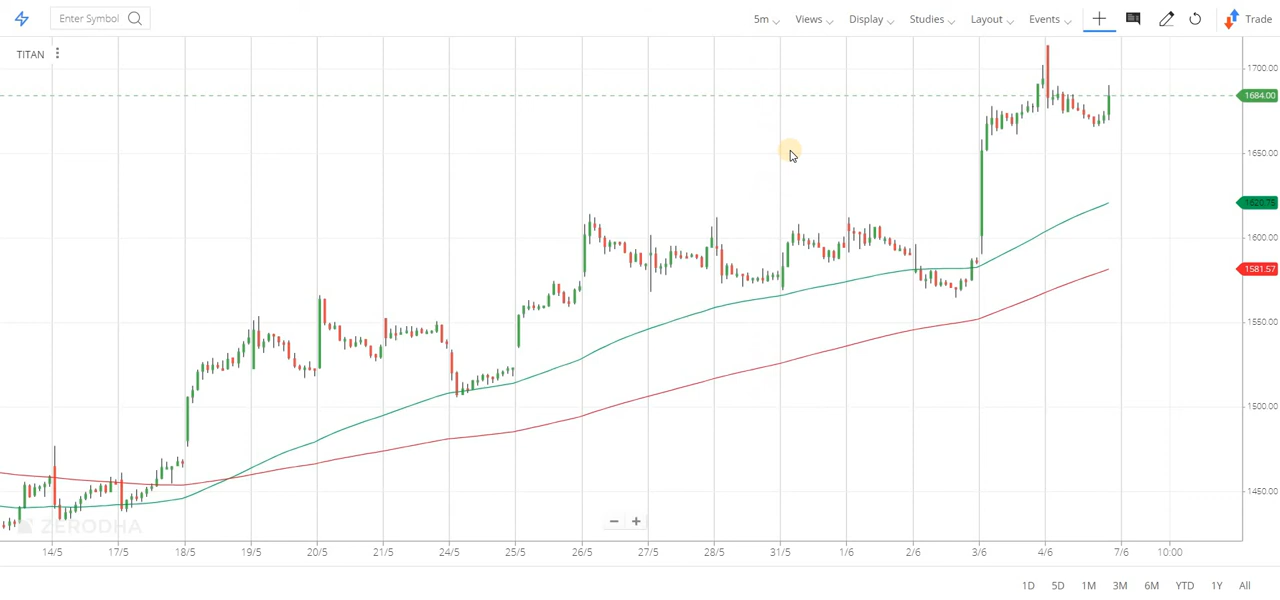 Enter Symbol 5m Views Display Studies Layout Events Trade
TITAN
1700.00
1684.00
1650.00
1620.75
1600.00
1581.57
1550.00
1500.00
1450.00
ZERODHA
14/5 17/5 18/5 19/5 20/5 21/5 24/5 25/5 26/5 27/5 28/5 31/5 1/6 2/6 3/6 4/6 7/6 10:00
1D 5D 1M 3M 6M YTD 1Y All